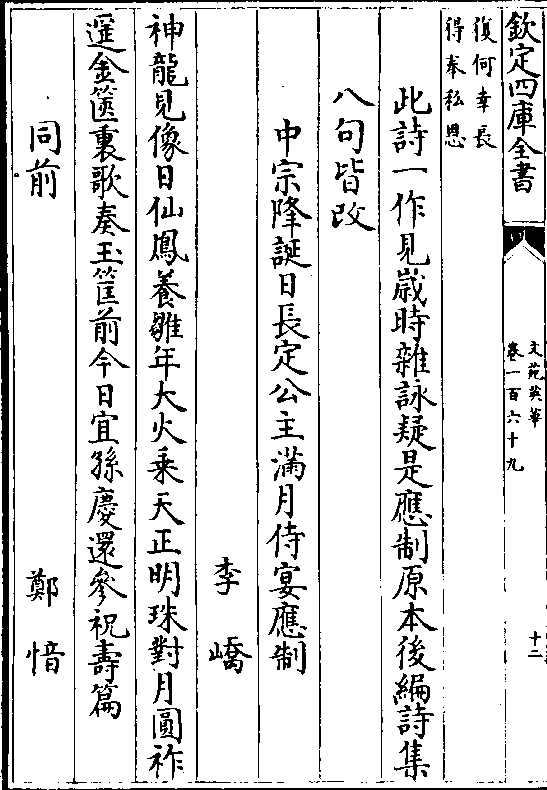 欽定四庫全書
文苑英華
卷一百六十九
十二
復何幸長
得奉私恩
此詩一作見歳時雜詠疑是應制原本後編詩集
八句皆改
中宗降誕日長定公主滿月侍宴應制
李嶠
神龍見像日仙鳳養雛年大火乘天正明珠對月圓祚
遥金篋裏歌奏玉筐前今日宜孫慶還參祝壽篇
同前
鄭愔